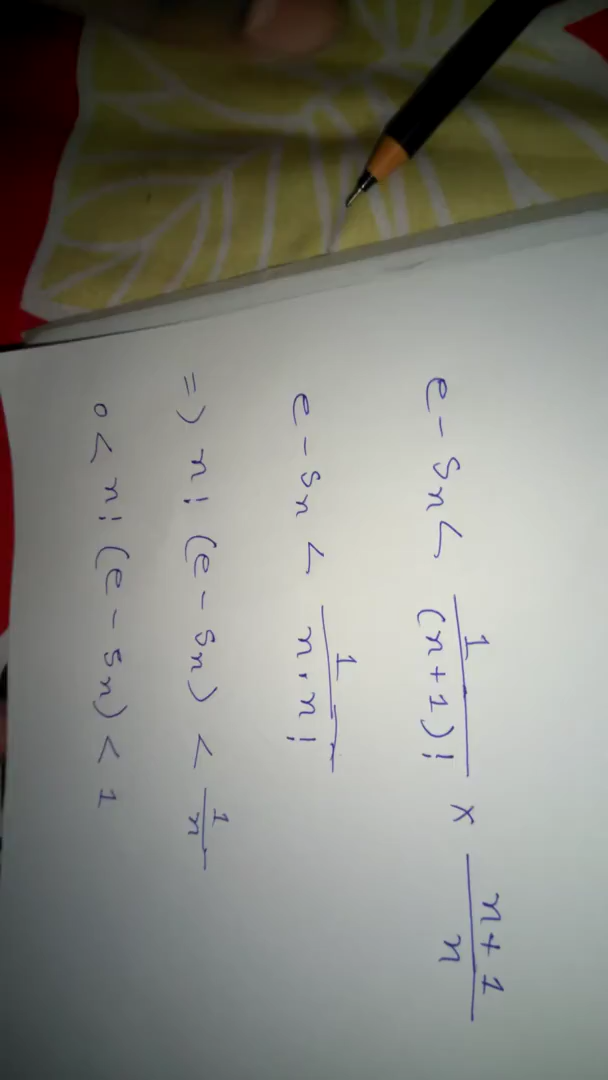 e - Sn < 1/(n+1)! × (n+1)/n
e - Sn < 1/(n·n!)
=) n! (e - Sn) < 1/n
0 < n! (e - Sn) < 1